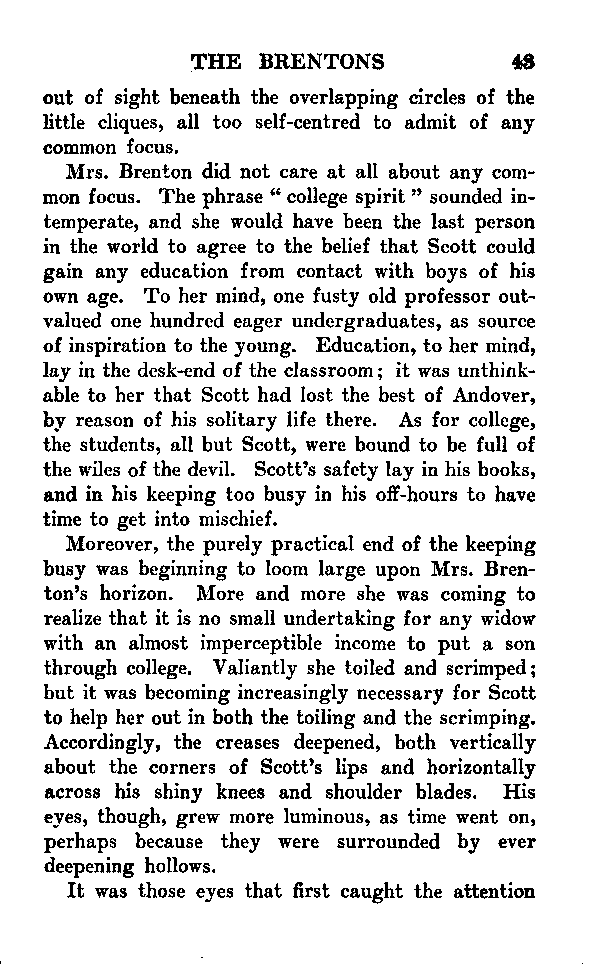 THE BRENTONS 43
out of sight beneath the overlapping circles of the
little cliques, all too self-centred to admit of any
common focus.
Mrs. Brenton did not care at all about any com-
mon focus. The phrase “ college spirit ” sounded in-
temperate, and she would have been the last person
in the world to agree to the belief that Scott could
gain any education from contact with boys of his
own age. To her mind, one fusty old professor out-
valued one hundred eager undergraduates, as source
of inspiration to the young. Education, to her mind,
lay in the desk-end of the classroom; it was unthink-
able to her that Scott had lost the best of Andover,
by reason of his solitary life there. As for college,
the students, all but Scott, were bound to be full of
the wiles of the devil. Scott’s safety lay in his books,
and in his keeping too busy in his off-hours to have
time to get into mischief.
Moreover, the purely practical end of the keeping
busy was beginning to loom large upon Mrs. Bren-
ton’s horizon. More and more she was coming to
realize that it is no small undertaking for any widow
with an almost imperceptible income to put a son
through college. Valiantly she toiled and scrimped;
but it was becoming increasingly necessary for Scott
to help her out in both the toiling and the scrimping.
Accordingly, the creases deepened, both vertically
about the corners of Scott’s lips and horizontally
across his shiny knees and shoulder blades. His
eyes, though, grew more luminous, as time went on,
perhaps because they were surrounded by ever
deepening hollows.
It was those eyes that first caught the attention